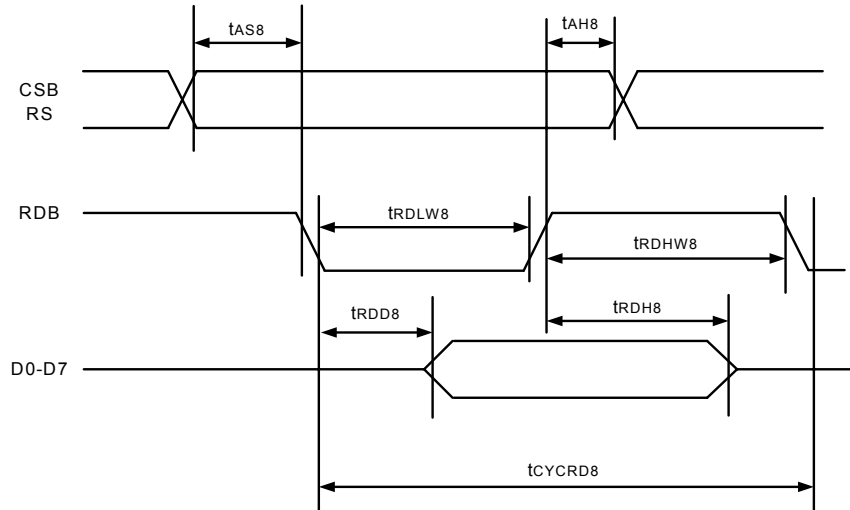 tAS8
tAH8
CSB
RS
RDB
tRDLW8
tRDHW8
tRDD8
tRDH8
D0-D7
tCYCRD8